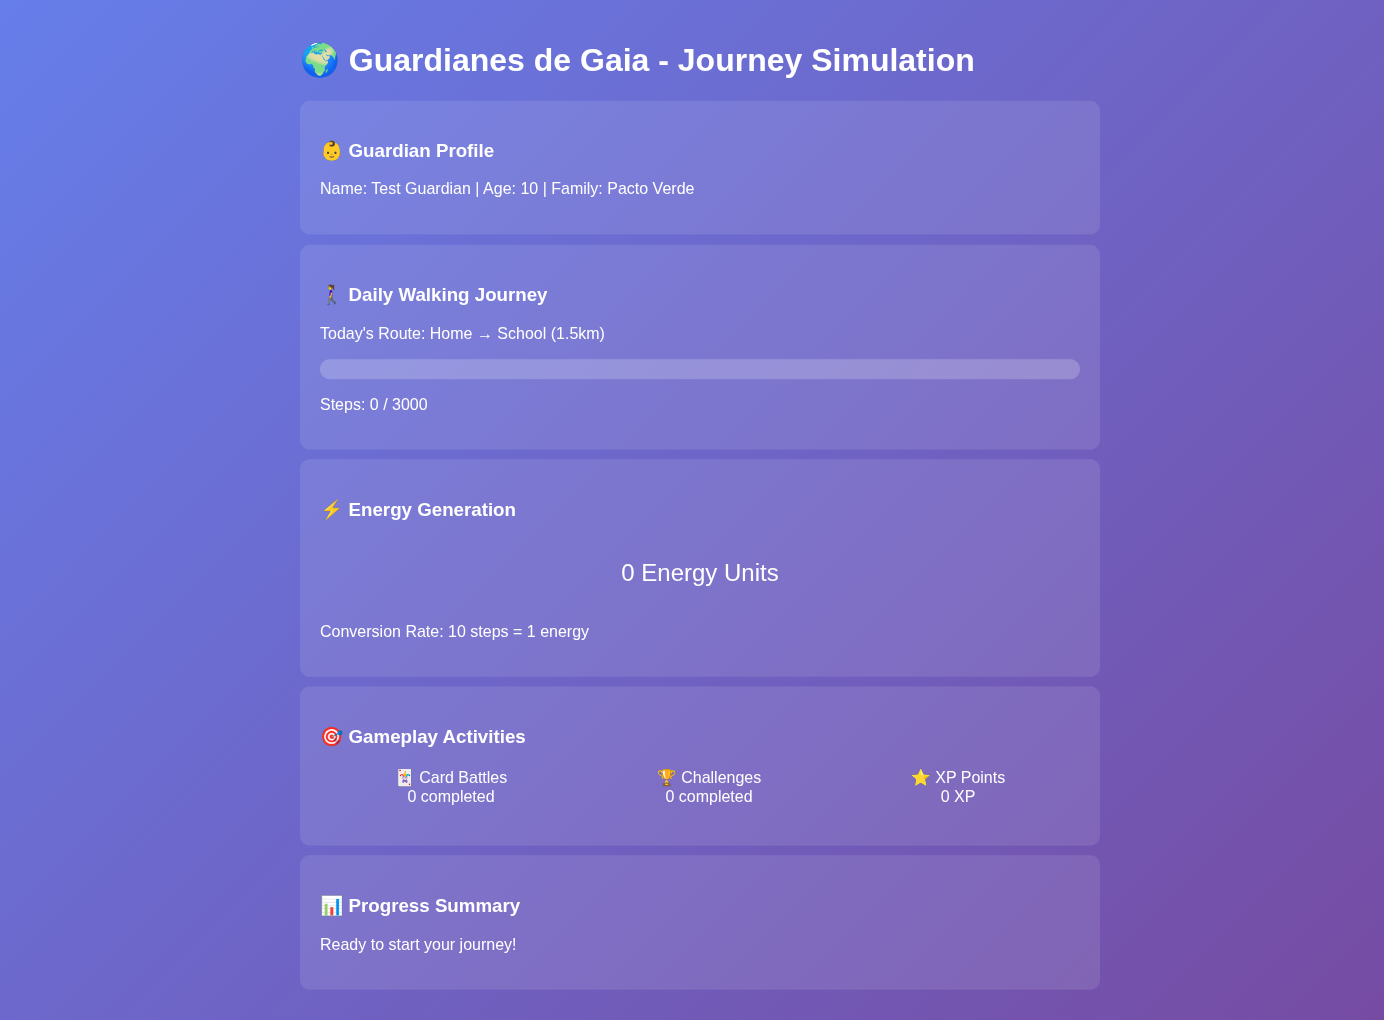 🌍 Guardianes de Gaia - Journey Simulation
👶 Guardian Profile
Name: Test Guardian | Age: 10 | Family: Pacto Verde
🚶‍♀️ Daily Walking Journey
Today's Route: Home → School (1.5km)
Steps: 0 / 3000
⚡ Energy Generation
0 Energy Units
Conversion Rate: 10 steps = 1 energy
🎯 Gameplay Activities
🃏 Card Battles
0 completed
🏆 Challenges
0 completed
⭐ XP Points
0 XP
📊 Progress Summary
Ready to start your journey!